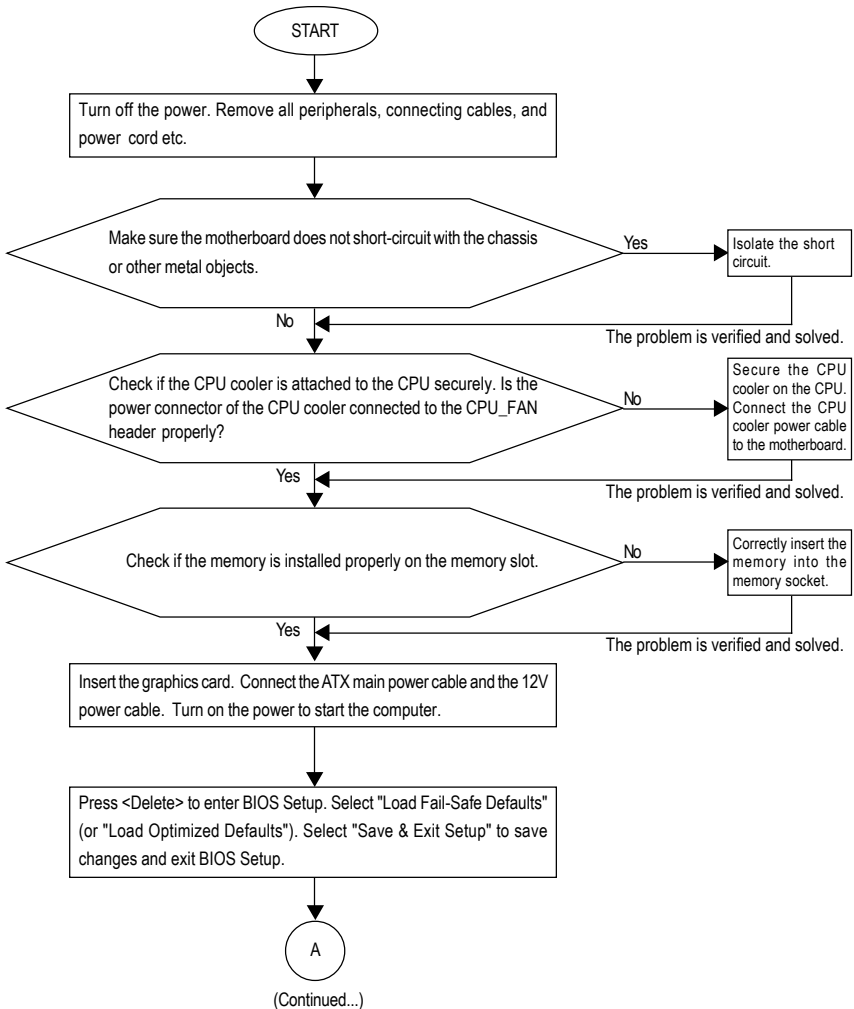 START
Turn off the power. Remove all peripherals, connecting cables, and
power cord etc.
Make sure the motherboard does not short-circuit with the chassis
or other metal objects.
Yes
Isolate the short
circuit.
No
The problem is verified and solved.
Check if the CPU cooler is attached to the CPU securely. Is the
power connector of the CPU cooler connected to the CPU_FAN
header properly?
No
Secure the CPU
cooler on the CPU.
Connect the CPU
cooler power cable
to the motherboard.
Yes
The problem is verified and solved.
Check if the memory is installed properly on the memory slot.
No
Correctly insert the
memory into the
memory socket.
Yes
The problem is verified and solved.
Insert the graphics card. Connect the ATX main power cable and the 12V
power cable. Turn on the power to start the computer.
Press <Delete> to enter BIOS Setup. Select "Load Fail-Safe Defaults"
(or "Load Optimized Defaults"). Select "Save & Exit Setup" to save
changes and exit BIOS Setup.
A
(Continued...)